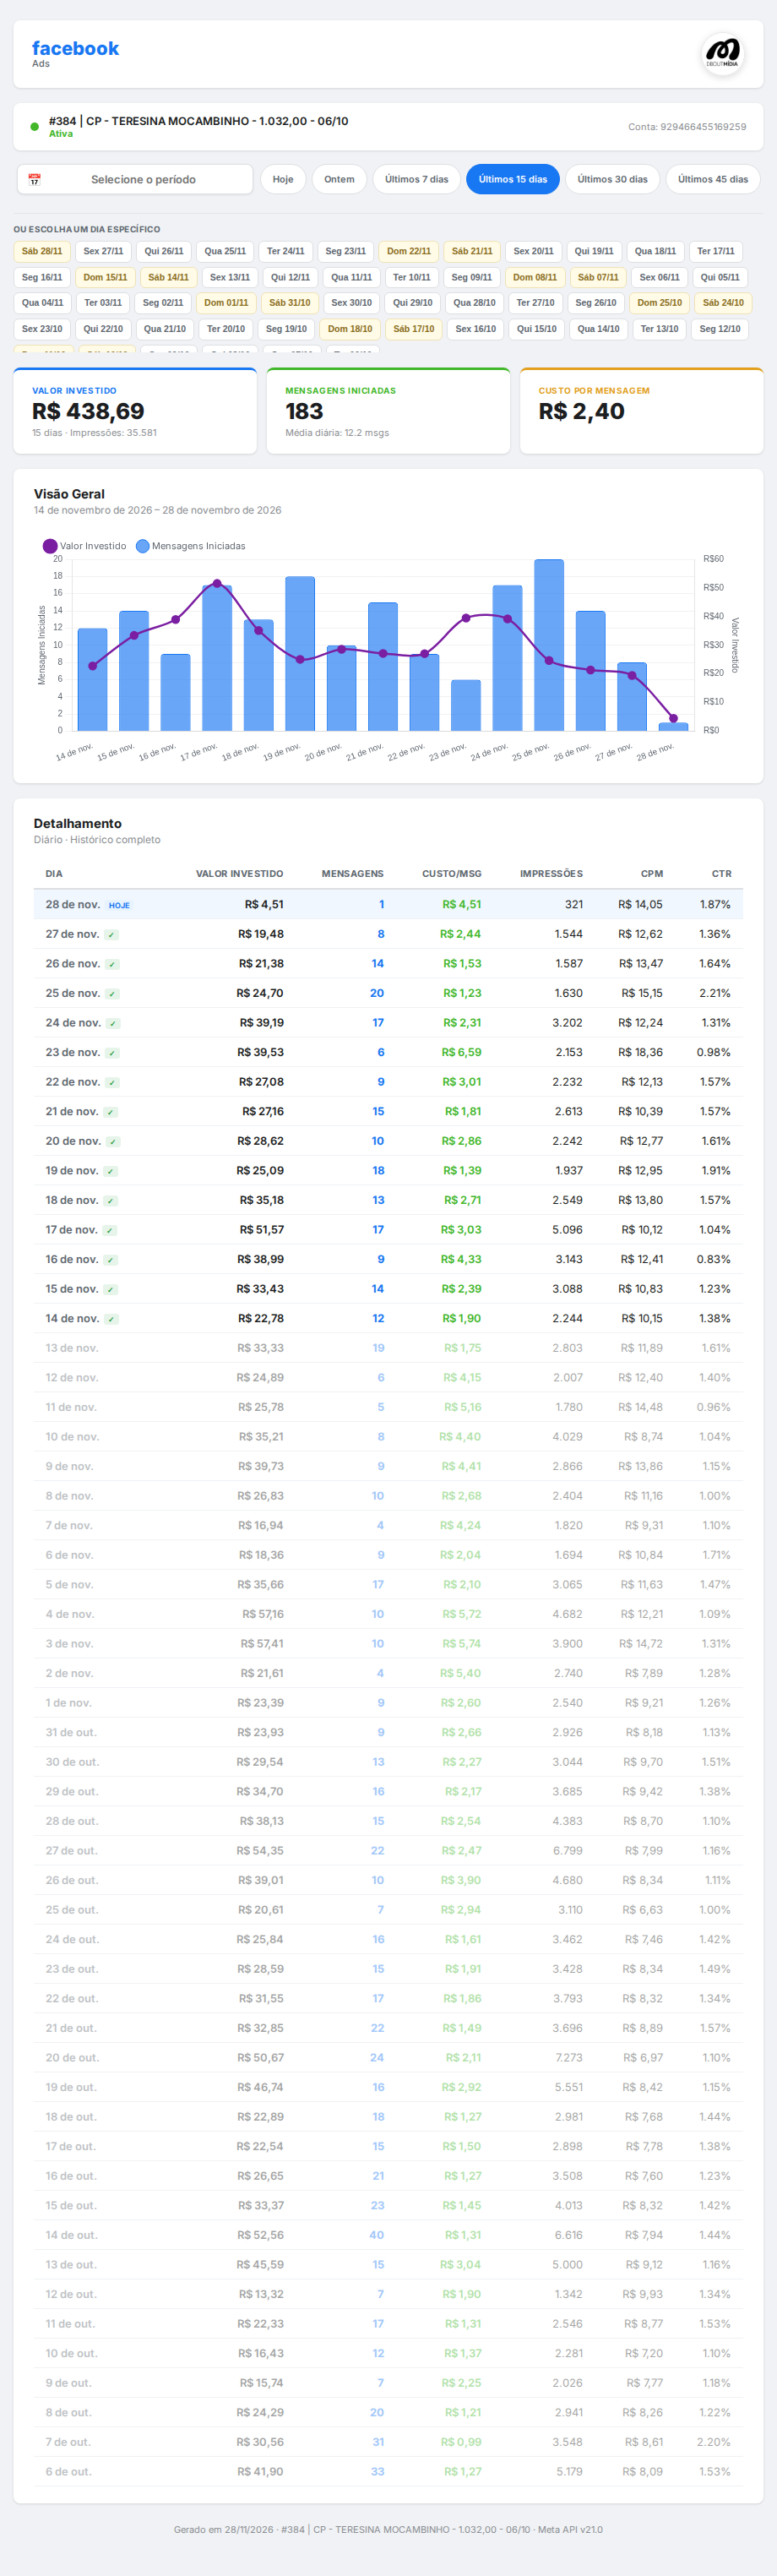 facebook
Ads
ABOUTMÍDIA
#384 | CP - TERESINA MOCAMBINHO - 1.032,00 - 06/10
Ativa
Conta: 929466455169259
📅 Selecione o período Hoje Ontem Últimos 7 dias Últimos 15 dias Últimos 30 dias Últimos 45 dias
OU ESCOLHA UM DIA ESPECÍFICO
Sáb 28/11 Sex 27/11 Qui 26/11 Qua 25/11 Ter 24/11 Seg 23/11 Dom 22/11 Sáb 21/11 Sex 20/11 Qui 19/11 Qua 18/11 Ter 17/11
Seg 16/11 Dom 15/11 Sáb 14/11 Sex 13/11 Qui 12/11 Qua 11/11 Ter 10/11 Seg 09/11 Dom 08/11 Sáb 07/11 Sex 06/11 Qui 05/11
Qua 04/11 Ter 03/11 Seg 02/11 Dom 01/11 Sáb 31/10 Sex 30/10 Qui 29/10 Qua 28/10 Ter 27/10 Seg 26/10 Dom 25/10 Sáb 24/10
Sex 23/10 Qui 22/10 Qua 21/10 Ter 20/10 Seg 19/10 Dom 18/10 Sáb 17/10 Sex 16/10 Qui 15/10 Qua 14/10 Ter 13/10 Seg 12/10
VALOR INVESTIDO
R$ 438,69
15 dias · Impressões: 35.581
MENSAGENS INICIADAS
183
Média diária: 12.2 msgs
CUSTO POR MENSAGEM
R$ 2,40
Visão Geral
14 de novembro de 2026 – 28 de novembro de 2026
Valor Investido Mensagens Iniciadas
Mensagens Iniciadas
20
18
16
14
12
10
8
6
4
2
0
R$60
R$50
R$40
R$30
R$20
R$10
R$0
Valor Investido
14 de nov. 15 de nov. 16 de nov. 17 de nov. 18 de nov. 19 de nov. 20 de nov. 21 de nov. 22 de nov. 23 de nov. 24 de nov. 25 de nov. 26 de nov. 27 de nov. 28 de nov.
Detalhamento
Diário · Histórico completo
DIA VALOR INVESTIDO MENSAGENS CUSTO/MSG IMPRESSÕES CPM CTR
28 de nov. HOJE R$ 4,51 1 R$ 4,51 321 R$ 14,05 1.87%
27 de nov. ✓ R$ 19,48 8 R$ 2,44 1.544 R$ 12,62 1.36%
26 de nov. ✓ R$ 21,38 14 R$ 1,53 1.587 R$ 13,47 1.64%
25 de nov. ✓ R$ 24,70 20 R$ 1,23 1.630 R$ 15,15 2.21%
24 de nov. ✓ R$ 39,19 17 R$ 2,31 3.202 R$ 12,24 1.31%
23 de nov. ✓ R$ 39,53 6 R$ 6,59 2.153 R$ 18,36 0.98%
22 de nov. ✓ R$ 27,08 9 R$ 3,01 2.232 R$ 12,13 1.57%
21 de nov. ✓ R$ 27,16 15 R$ 1,81 2.613 R$ 10,39 1.57%
20 de nov. ✓ R$ 28,62 10 R$ 2,86 2.242 R$ 12,77 1.61%
19 de nov. ✓ R$ 25,09 18 R$ 1,39 1.937 R$ 12,95 1.91%
18 de nov. ✓ R$ 35,18 13 R$ 2,71 2.549 R$ 13,80 1.57%
17 de nov. ✓ R$ 51,57 17 R$ 3,03 5.096 R$ 10,12 1.04%
16 de nov. ✓ R$ 38,99 9 R$ 4,33 3.143 R$ 12,41 0.83%
15 de nov. ✓ R$ 33,43 14 R$ 2,39 3.088 R$ 10,83 1.23%
14 de nov. ✓ R$ 22,78 12 R$ 1,90 2.244 R$ 10,15 1.38%
13 de nov. R$ 33,33 19 R$ 1,75 2.803 R$ 11,89 1.61%
12 de nov. R$ 24,89 6 R$ 4,15 2.007 R$ 12,40 1.40%
11 de nov. R$ 25,78 5 R$ 5,16 1.780 R$ 14,48 0.96%
10 de nov. R$ 35,21 8 R$ 4,40 4.029 R$ 8,74 1.04%
9 de nov. R$ 39,73 9 R$ 4,41 2.866 R$ 13,86 1.15%
8 de nov. R$ 26,83 10 R$ 2,68 2.404 R$ 11,16 1.00%
7 de nov. R$ 16,94 4 R$ 4,24 1.820 R$ 9,31 1.10%
6 de nov. R$ 18,36 9 R$ 2,04 1.694 R$ 10,84 1.71%
5 de nov. R$ 35,66 17 R$ 2,10 3.065 R$ 11,63 1.47%
4 de nov. R$ 57,16 10 R$ 5,72 4.682 R$ 12,21 1.09%
3 de nov. R$ 57,41 10 R$ 5,74 3.900 R$ 14,72 1.31%
2 de nov. R$ 21,61 4 R$ 5,40 2.740 R$ 7,89 1.28%
1 de nov. R$ 23,39 9 R$ 2,60 2.540 R$ 9,21 1.26%
31 de out. R$ 23,93 9 R$ 2,66 2.926 R$ 8,18 1.13%
30 de out. R$ 29,54 13 R$ 2,27 3.044 R$ 9,70 1.51%
29 de out. R$ 34,70 16 R$ 2,17 3.685 R$ 9,42 1.38%
28 de out. R$ 38,13 15 R$ 2,54 4.383 R$ 8,70 1.10%
27 de out. R$ 54,35 22 R$ 2,47 6.799 R$ 7,99 1.16%
26 de out. R$ 39,01 10 R$ 3,90 4.680 R$ 8,34 1.11%
25 de out. R$ 20,61 7 R$ 2,94 3.110 R$ 6,63 1.00%
24 de out. R$ 25,84 16 R$ 1,61 3.462 R$ 7,46 1.42%
23 de out. R$ 28,59 15 R$ 1,91 3.428 R$ 8,34 1.49%
22 de out. R$ 31,55 17 R$ 1,86 3.793 R$ 8,32 1.34%
21 de out. R$ 32,85 22 R$ 1,49 3.696 R$ 8,89 1.57%
20 de out. R$ 50,67 24 R$ 2,11 7.273 R$ 6,97 1.10%
19 de out. R$ 46,74 16 R$ 2,92 5.551 R$ 8,42 1.15%
18 de out. R$ 22,89 18 R$ 1,27 2.981 R$ 7,68 1.44%
17 de out. R$ 22,54 15 R$ 1,50 2.898 R$ 7,78 1.38%
16 de out. R$ 26,65 21 R$ 1,27 3.508 R$ 7,60 1.23%
15 de out. R$ 33,37 23 R$ 1,45 4.013 R$ 8,32 1.42%
14 de out. R$ 52,56 40 R$ 1,31 6.616 R$ 7,94 1.44%
13 de out. R$ 45,59 15 R$ 3,04 5.000 R$ 9,12 1.16%
12 de out. R$ 13,32 7 R$ 1,90 1.342 R$ 9,93 1.34%
11 de out. R$ 22,33 17 R$ 1,31 2.546 R$ 8,77 1.53%
10 de out. R$ 16,43 12 R$ 1,37 2.281 R$ 7,20 1.10%
9 de out. R$ 15,74 7 R$ 2,25 2.026 R$ 7,77 1.18%
8 de out. R$ 24,29 20 R$ 1,21 2.941 R$ 8,26 1.22%
7 de out. R$ 30,56 31 R$ 0,99 3.548 R$ 8,61 2.20%
6 de out. R$ 41,90 33 R$ 1,27 5.179 R$ 8,09 1.53%
Gerado em 28/11/2026 · #384 | CP - TERESINA MOCAMBINHO - 1.032,00 - 06/10 · Meta API v21.0